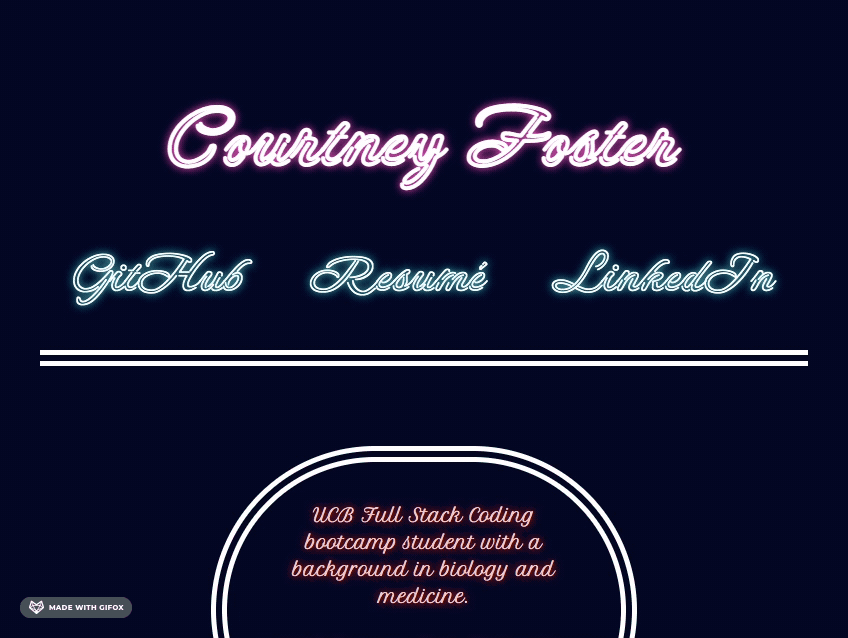 Courtney Foster
GitHub Resumé LinkedIn
UCB Full Stack Coding
bootcamp student with a
background in biology and
medicine.
MADE WITH GIFOX